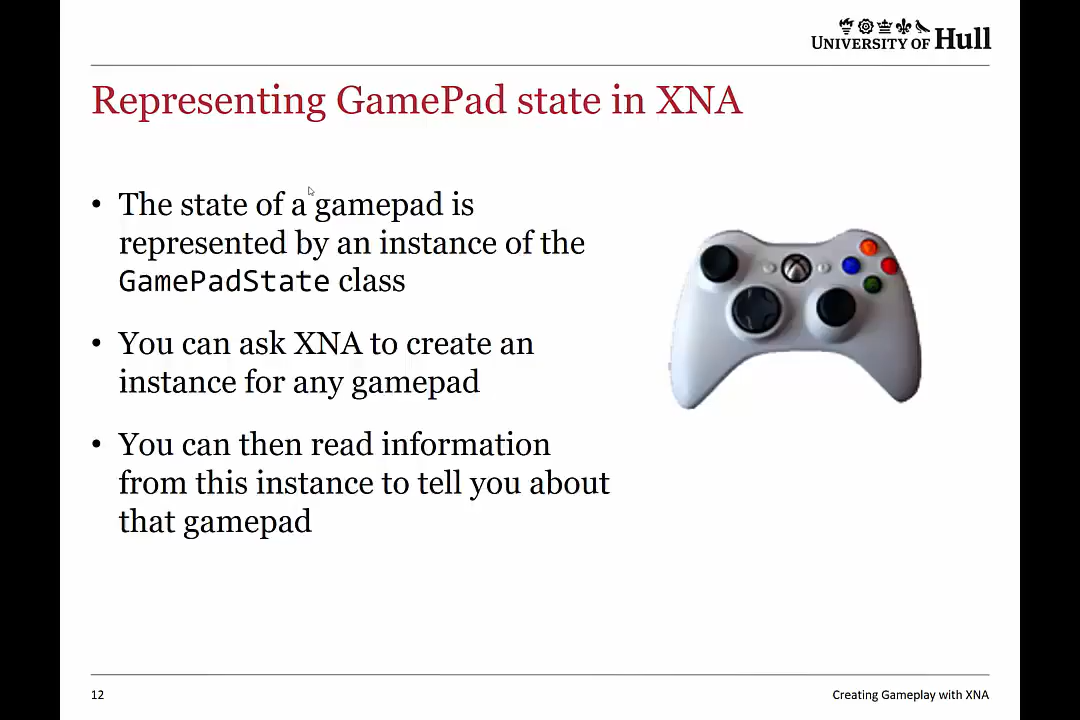 UNIVERSITY OF Hull
Representing GamePad state in XNA
• The state of a gamepad is
represented by an instance of the
GamePadState class
• You can ask XNA to create an
instance for any gamepad
• You can then read information
from this instance to tell you about
that gamepad
12
Creating Gameplay with XNA